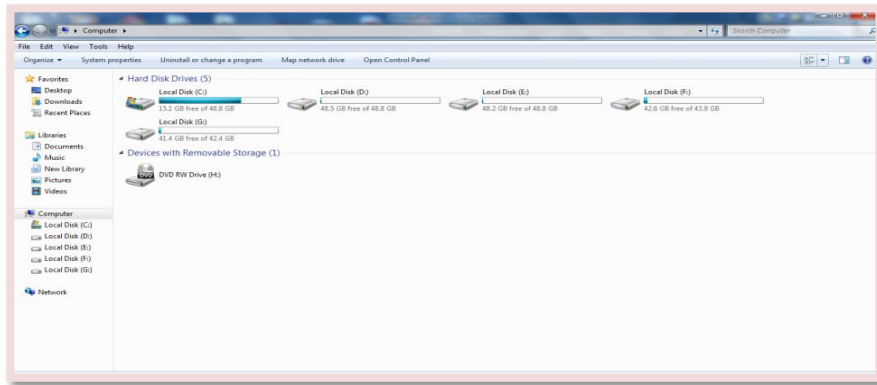 Computer
Search Computer
File Edit View Tools Help
Organize System properties Uninstall or change a program Map network drive Open Control Panel
Favorites
Desktop
Downloads
Recent Places
Libraries
Documents
Music
New Library
Pictures
Videos
Computer
Local Disk (C:)
Local Disk (D:)
Local Disk (E:)
Local Disk (F:)
Local Disk (G:)
Network
Hard Disk Drives (5)
Local Disk (C:)
15.1 GB free of 48.8 GB
Local Disk (D:)
48.5 GB free of 48.8 GB
Local Disk (E:)
48.2 GB free of 48.8 GB
Local Disk (F:)
42.6 GB free of 43.9 GB
Local Disk (G:)
41.4 GB free of 42.4 GB
Devices with Removable Storage (1)
DVD RW Drive (H:)
DVD